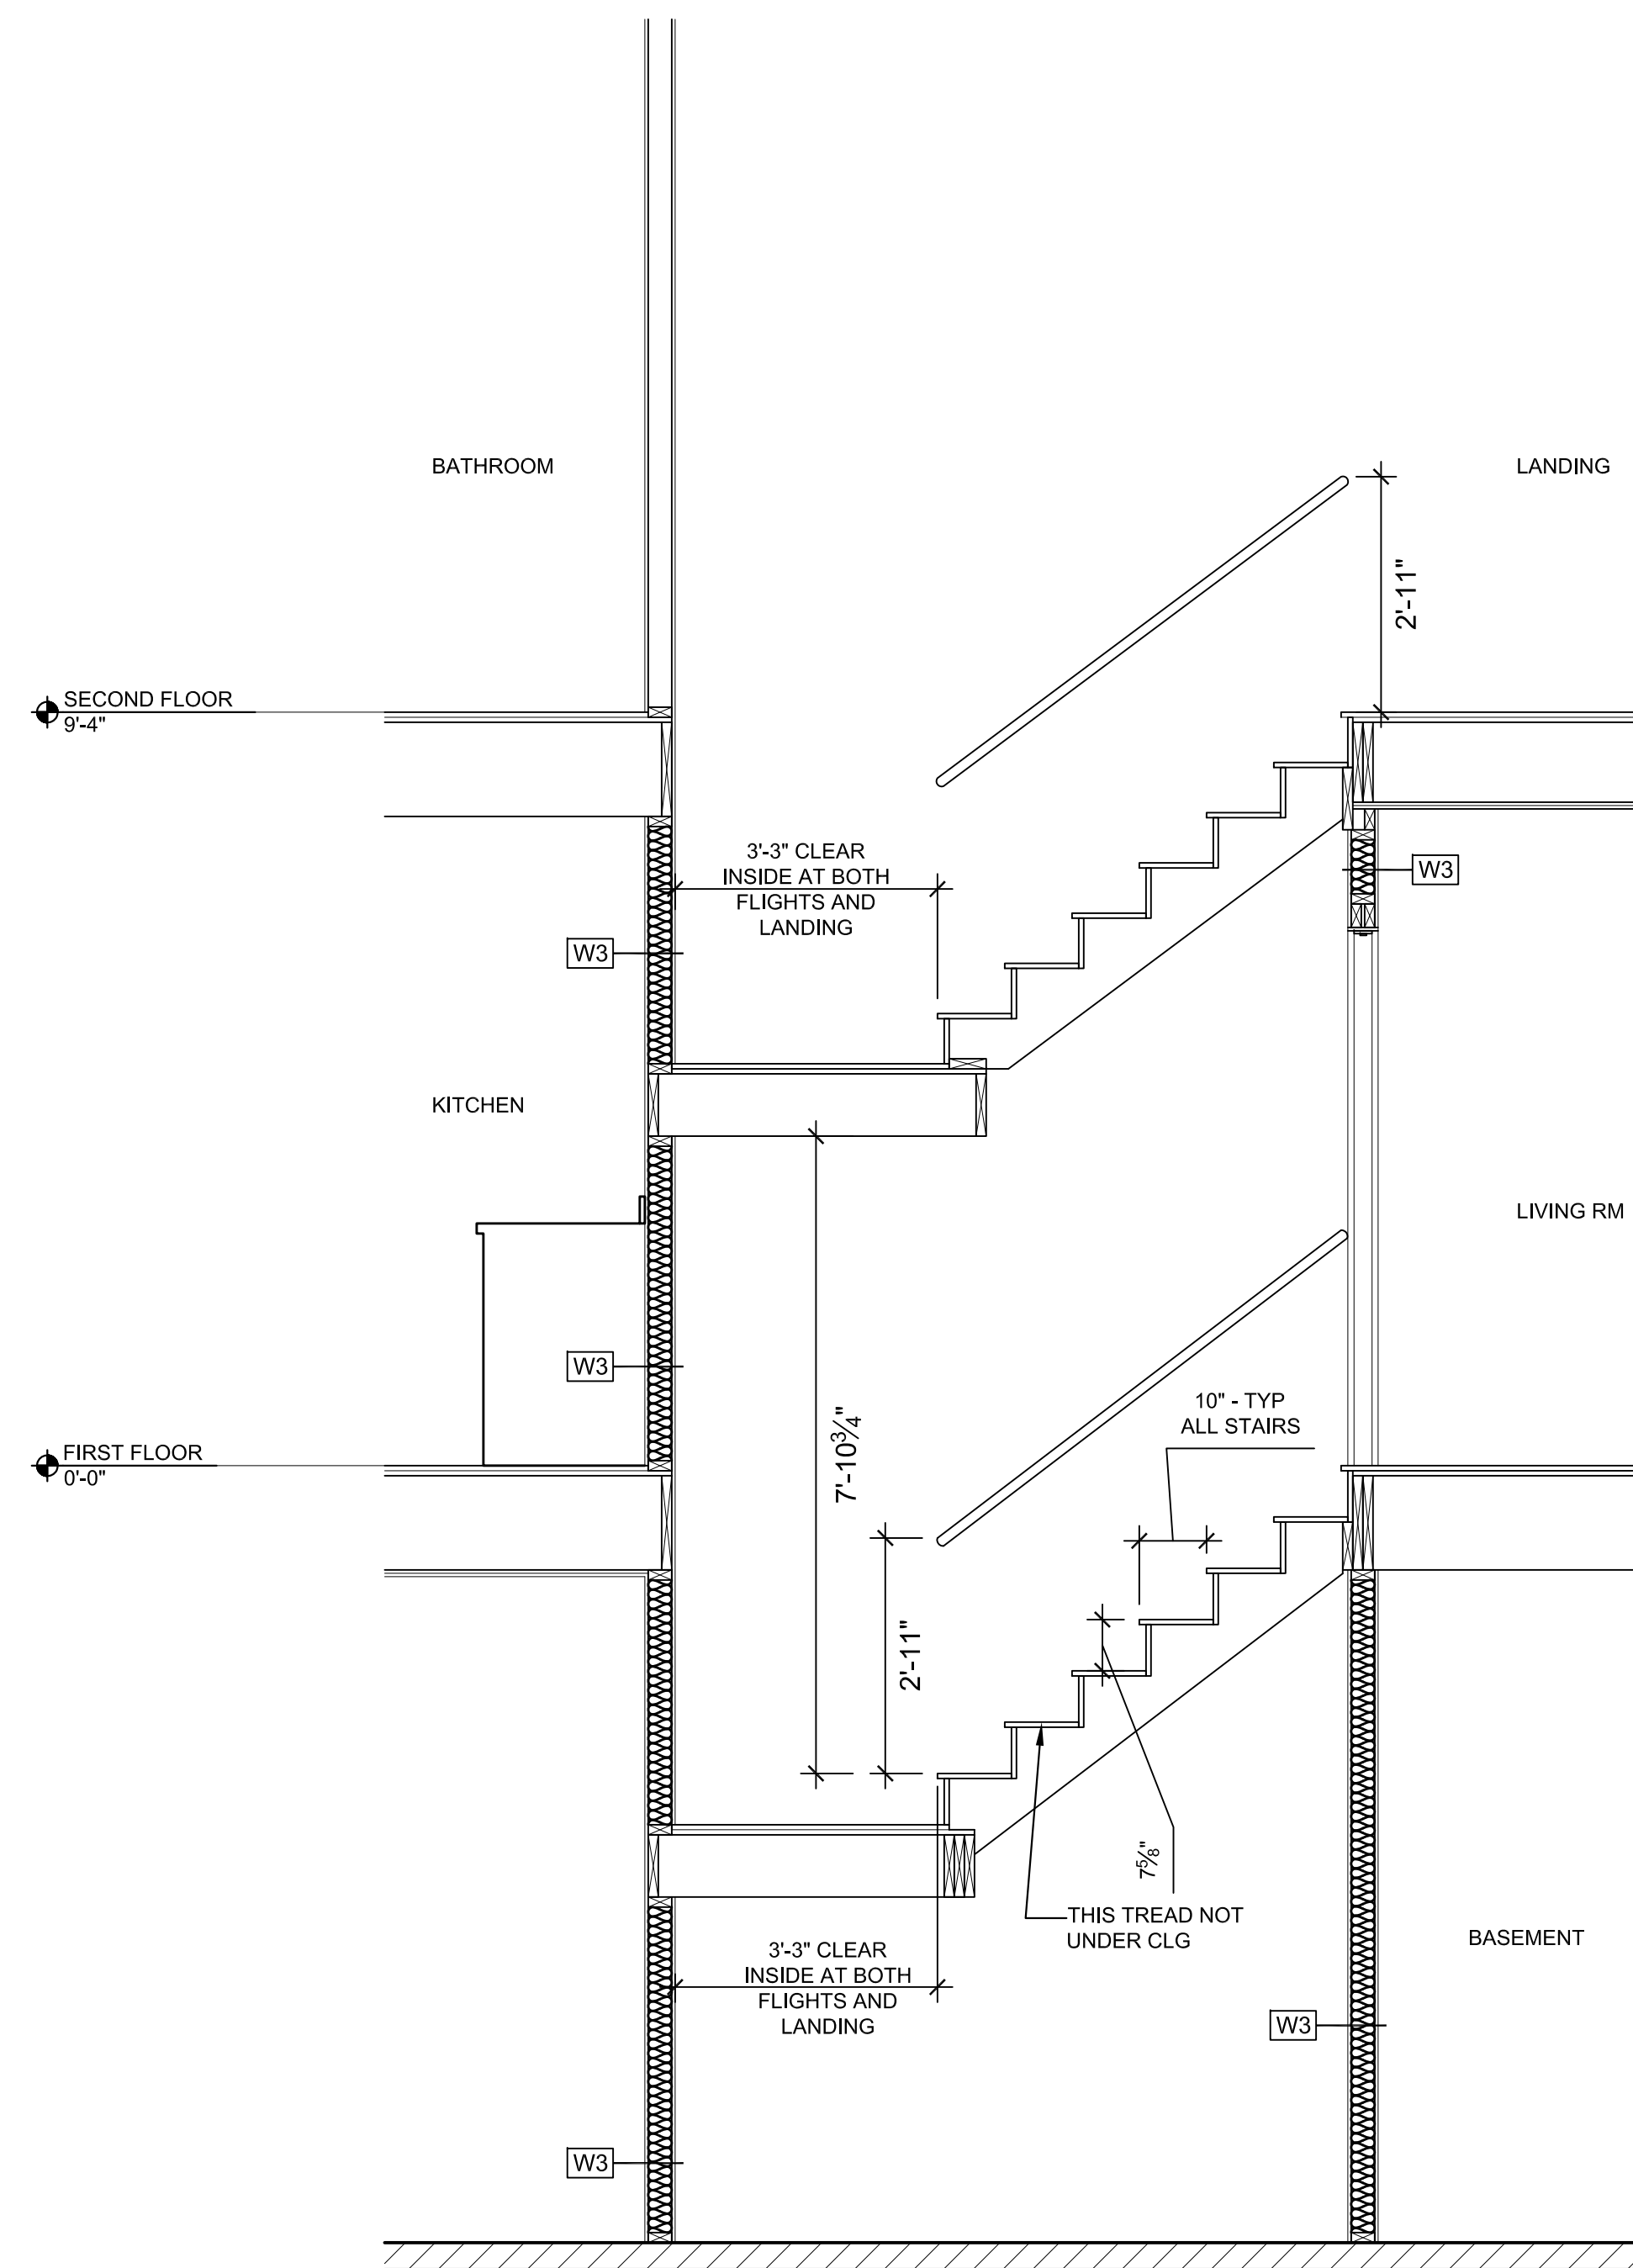 BATHROOM
LANDING
2'-11"
SECOND FLOOR
9'-4"
3'-3" CLEAR
INSIDE AT BOTH
FLIGHTS AND
LANDING
W3
W3
KITCHEN
LIVING RM
W3
10" - TYP
ALL STAIRS
7'-10¾"
FIRST FLOOR
0'-0"
2'-11"
7⅝"
THIS TREAD NOT
UNDER CLG
BASEMENT
3'-3" CLEAR
INSIDE AT BOTH
FLIGHTS AND
LANDING
W3
W3